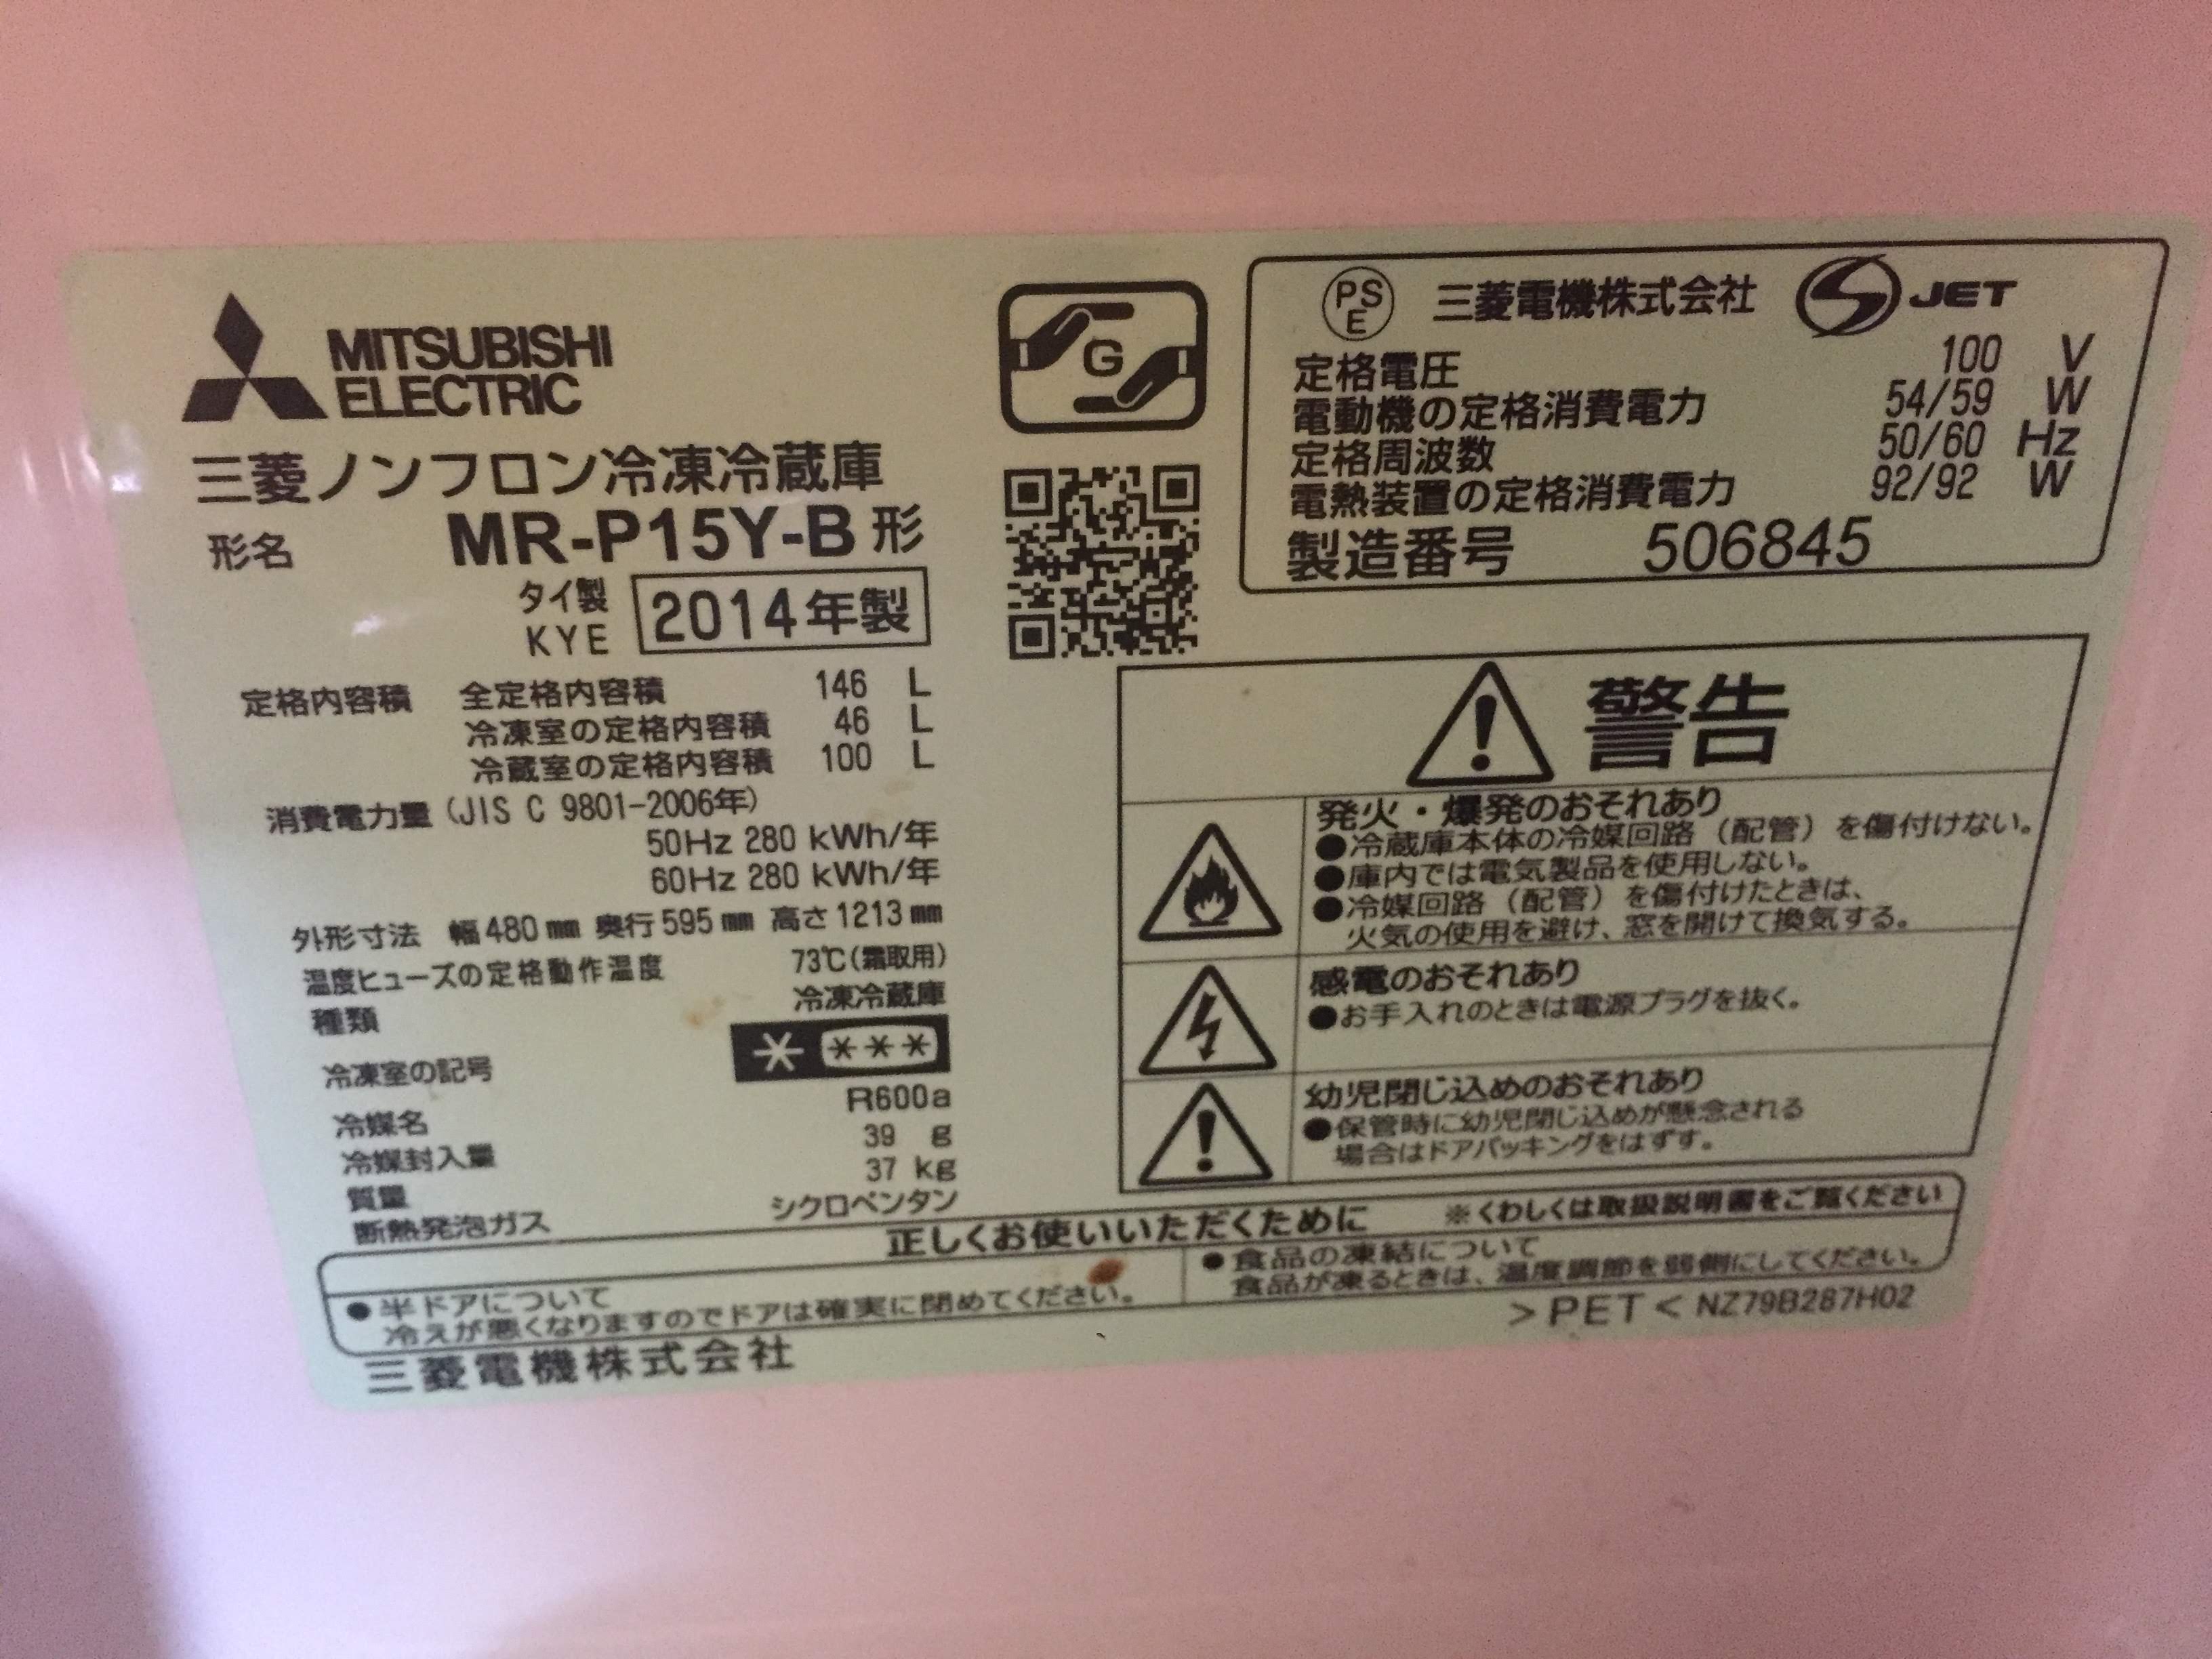 MITSUBISHI
ELECTRIC
三菱ノンフロン冷凍冷蔵庫
形名 MR-P15Y-B 形
タイ製
KYE
2014年製
定格内容積 全定格内容積 146 L
冷凍室の定格内容積 46 L
冷蔵室の定格内容積 100 L
消費電力量 (JIS C 9801-2006年)
50Hz 280 kWh/年
60Hz 280 kWh/年
外形寸法 幅480㎜ 奥行595㎜ 高さ1213㎜
温度ヒューズの定格動作温度 73℃(霜取用)
種類 冷凍冷蔵庫
冷凍室の記号 * ***
冷媒名 R600a
冷媒封入量 39 g
質量 37 kg
断熱発泡ガス シクロペンタン
G
PS
E
三菱電機株式会社
JET
定格電圧 100 V
電動機の定格消費電力 54/59 W
定格周波数 50/60 Hz
電熱装置の定格消費電力 92/92 W
製造番号 506845
警告
発火・爆発のおそれあり
●冷蔵庫本体の冷媒回路（配管）を傷付けない。
●庫内では電気製品を使用しない。
●冷媒回路（配管）を傷付けたときは、
火気の使用を避け、窓を開けて換気する。
感電のおそれあり
●お手入れのときは電源プラグを抜く。
幼児閉じ込めのおそれあり
●保管時に幼児閉じ込めが懸念される
場合はドアパッキングをはずす。
正しくお使いいただくために ※くわしくは取扱説明書をご覧ください
●半ドアについて
冷えが悪くなりますのでドアは確実に閉めてください。
●食品の凍結について
食品が凍るときは、温度調節を弱側にしてください。
三菱電機株式会社
＞PET＜ NZ79B287H02